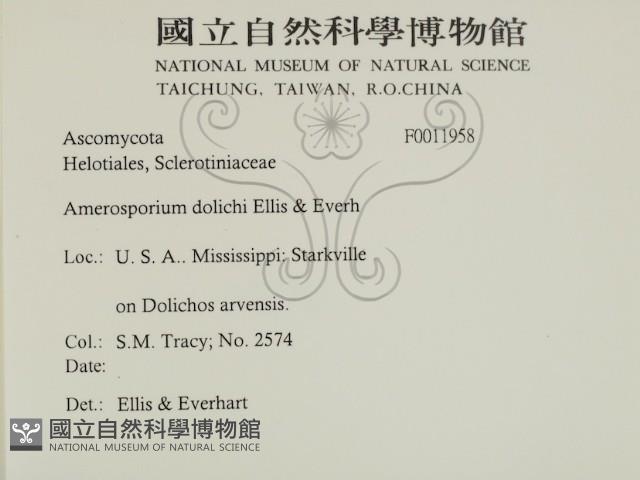 國立自然科學博物館
NATIONAL MUSEUM OF NATURAL SCIENCE
TAICHUNG, TAIWAN, R.O.CHINA
Ascomycota F0011958
Helotiales, Sclerotiniaceae
Amerosporium dolichi Ellis & Everh
Loc.: U. S. A.. Mississippi: Starkville
on Dolichos arvensis.
Col.: S.M. Tracy; No. 2574
Date:
Det.: Ellis & Everhart
國立自然科學博物館
NATIONAL MUSEUM OF NATURAL SCIENCE